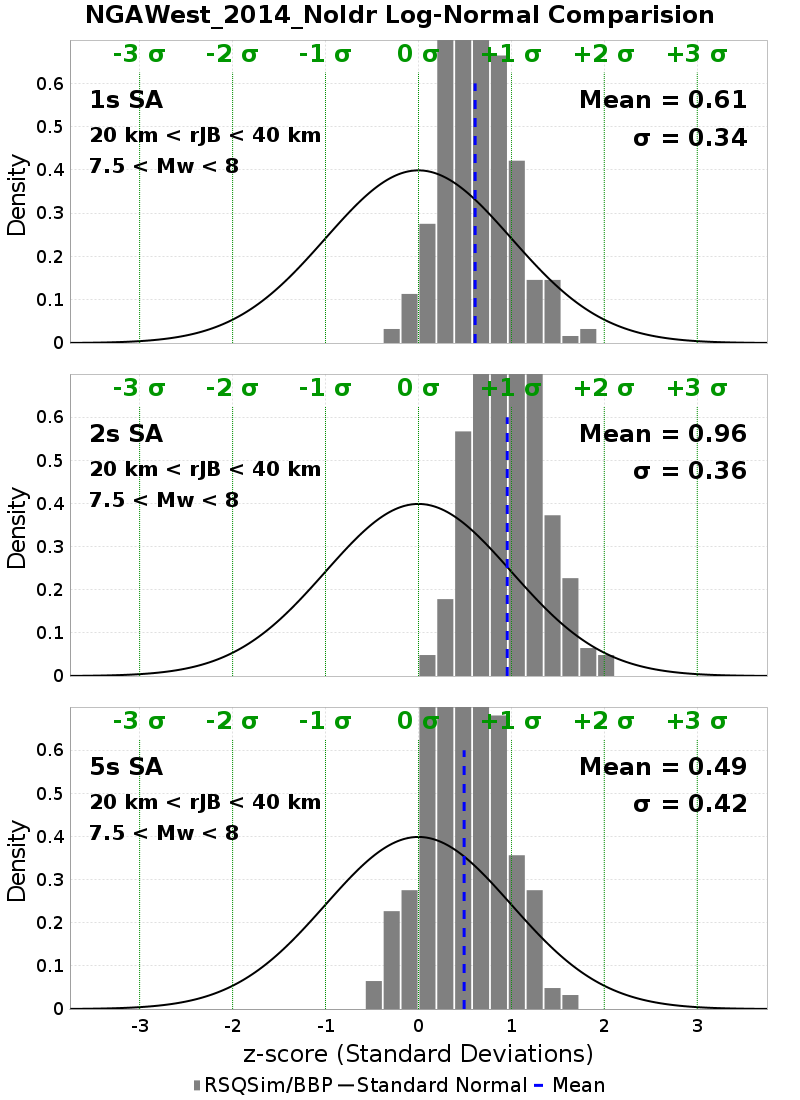 NGAWest_2014_NoIdr Log-Normal Comparision
-3 σ -2 σ -1 σ 0 σ +1 σ +2 σ +3 σ
0.6
1s SA Mean = 0.61
0.5
20 km < rJB < 40 km σ = 0.34
7.5 < Mw < 8
0.4
Density
0.3
0.2
0.1
0
-3 σ -2 σ -1 σ 0 σ +1 σ +2 σ +3 σ
0.6
2s SA Mean = 0.96
0.5
20 km < rJB < 40 km σ = 0.36
7.5 < Mw < 8
0.4
Density
0.3
0.2
0.1
0
-3 σ -2 σ -1 σ 0 σ +1 σ +2 σ +3 σ
0.6
5s SA Mean = 0.49
0.5
20 km < rJB < 40 km σ = 0.42
7.5 < Mw < 8
0.4
Density
0.3
0.2
0.1
0
-3 -2 -1 0 1 2 3
z-score (Standard Deviations)
RSQSim/BBP Standard Normal Mean